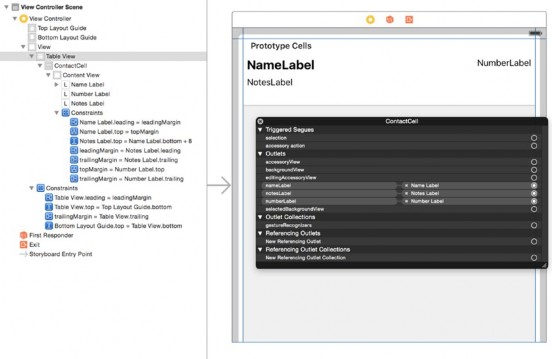 View Controller Scene
View Controller
Top Layout Guide
Bottom Layout Guide
View
Table View
ContactCell
Content View
L Name Label
L Number Label
L Notes Label
Constraints
Name Label.leading = leadingMargin
Name Label.top = topMargin
Notes Label.top = Name Label.bottom + 8
leadingMargin = Notes Label.leading
trailingMargin = Notes Label.trailing
topMargin = Number Label.top
trailingMargin = Number Label.trailing
Constraints
Table View.leading = leadingMargin
Table View.top = Top Layout Guide.bottom
trailingMargin = Table View.trailing
Bottom Layout Guide.top = Table View.bottom
First Responder
Exit
Storyboard Entry Point
Prototype Cells
NameLabel
NumberLabel
NotesLabel
ContactCell
Triggered Segues
selection
accessory action
Outlets
accessoryView
backgroundView
editingAccessoryView
nameLabel Name Label
notesLabel Notes Label
numberLabel Number Label
selectedBackgroundView
Outlet Collections
gestureRecognizers
Referencing Outlets
New Referencing Outlet
Referencing Outlet Collections
New Referencing Outlet Collection